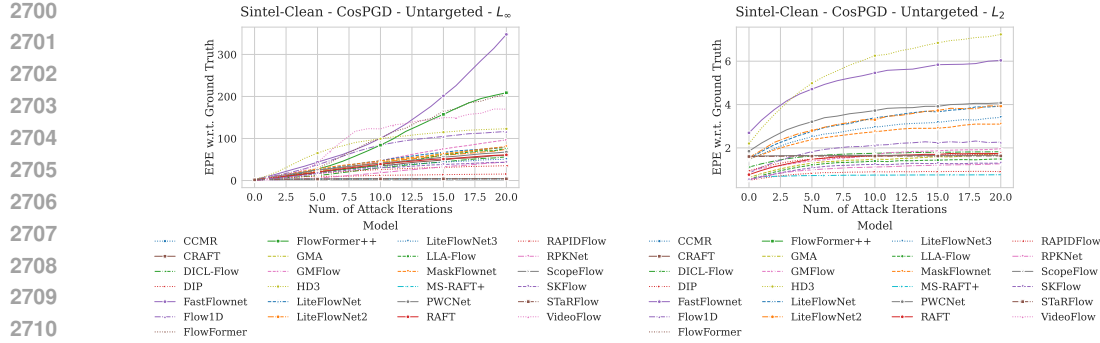 2700
2701
2702
2703
2704
2705
2706
2707
2708
2709
2710
Sintel-Clean - CosPGD - Untargeted - L∞
EPE w.r.t. Ground Truth
300
200
100
0
0.0 2.5 5.0 7.5 10.0 12.5 15.0 17.5 20.0
Num. of Attack Iterations
Model
CCMR FlowFormer++ LiteFlowNet3 RAPIDFlow
CRAFT GMA LLA-Flow RPKNet
DICL-Flow GMFlow MaskFlownet ScopeFlow
DIP HD3 MS-RAFT+ SKFlow
FastFlownet LiteFlowNet PWCNet STaRFlow
Flow1D LiteFlowNet2 RAFT VideoFlow
FlowFormer
Sintel-Clean - CosPGD - Untargeted - L2
EPE w.r.t. Ground Truth
6
4
2
0.0 2.5 5.0 7.5 10.0 12.5 15.0 17.5 20.0
Num. of Attack Iterations
Model
CCMR FlowFormer++ LiteFlowNet3 RAPIDFlow
CRAFT GMA LLA-Flow RPKNet
DICL-Flow GMFlow MaskFlownet ScopeFlow
DIP HD3 MS-RAFT+ SKFlow
FastFlownet LiteFlowNet PWCNet STaRFlow
Flow1D LiteFlowNet2 RAFT VideoFlow
FlowFormer